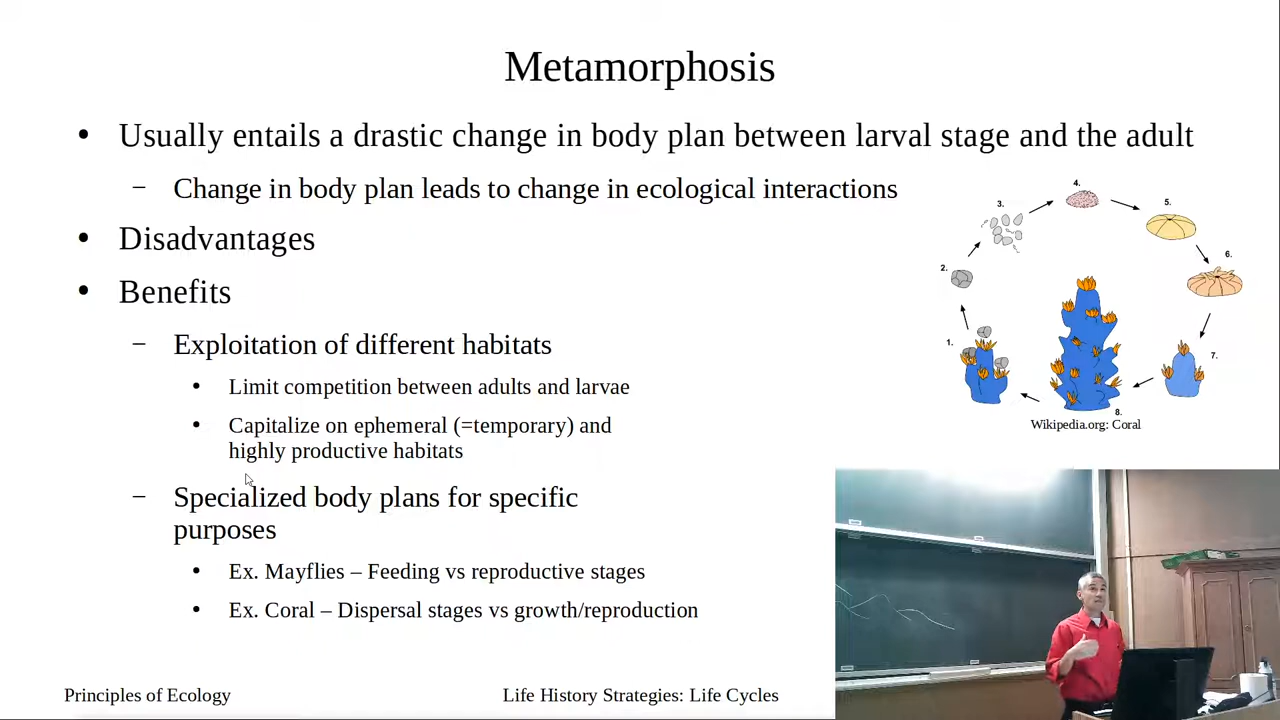 Metamorphosis
• Usually entails a drastic change in body plan between larval stage and the adult
– Change in body plan leads to change in ecological interactions
• Disadvantages
• Benefits
– Exploitation of different habitats
• Limit competition between adults and larvae
• Capitalize on ephemeral (=temporary) and
highly productive habitats
– Specialized body plans for specific
purposes
• Ex. Mayflies – Feeding vs reproductive stages
• Ex. Coral – Dispersal stages vs growth/reproduction
1.
2.
3.
4.
5.
6.
7.
8.
Wikipedia.org: Coral
Principles of Ecology
Life History Strategies: Life Cycles